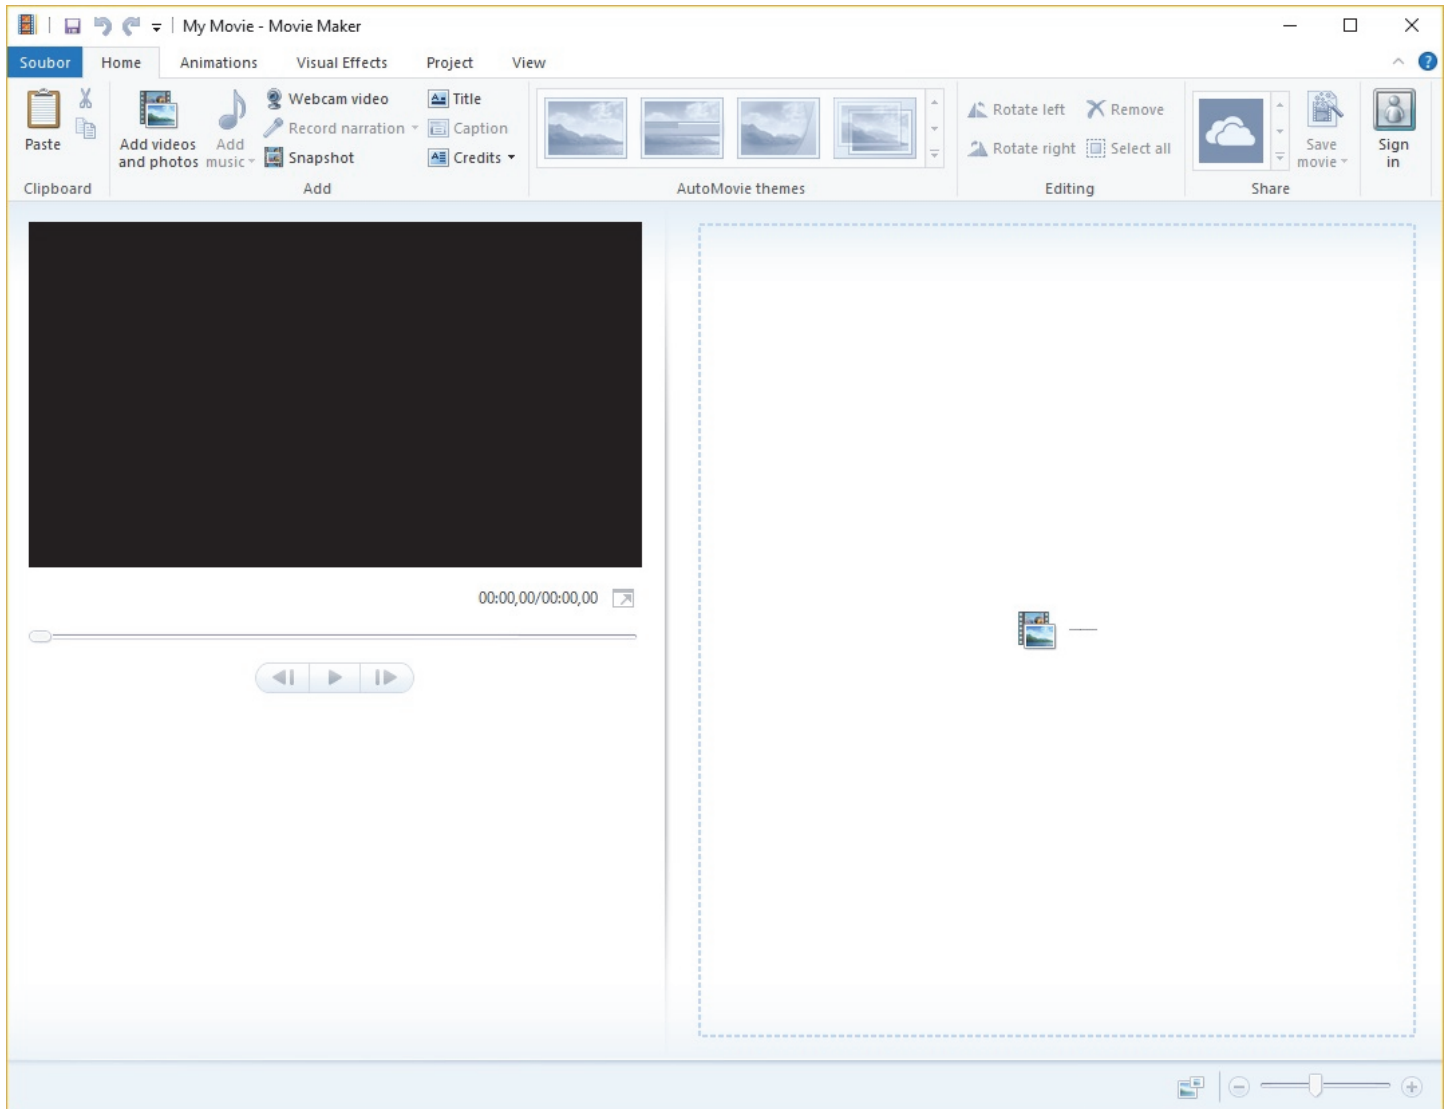 My Movie - Movie Maker
Soubor Home Animations Visual Effects Project View
Paste
Add videos and photos
Add music
Webcam video
Record narration
Snapshot
Title
Caption
Credits
Rotate left
Rotate right
Remove
Select all
Save movie
Sign in
Clipboard
Add
AutoMovie themes
Editing
Share
00:00,00/00:00,00